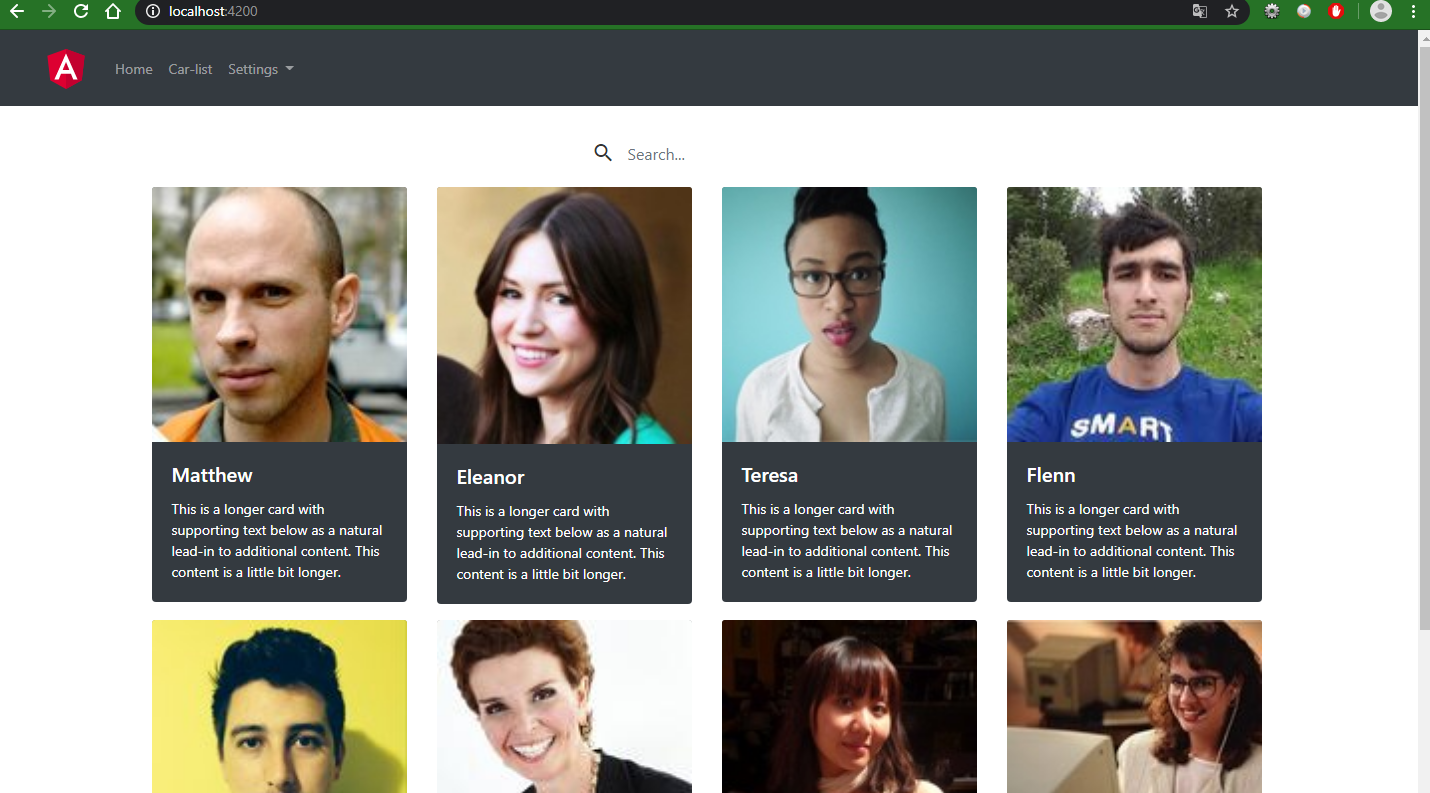 localhost:4200
A
Home Car-list Settings
Search...
SMART
Matthew
This is a longer card with
supporting text below as a natural
lead-in to additional content. This
content is a little bit longer.
Eleanor
This is a longer card with
supporting text below as a natural
lead-in to additional content. This
content is a little bit longer.
Teresa
This is a longer card with
supporting text below as a natural
lead-in to additional content. This
content is a little bit longer.
Flenn
This is a longer card with
supporting text below as a natural
lead-in to additional content. This
content is a little bit longer.